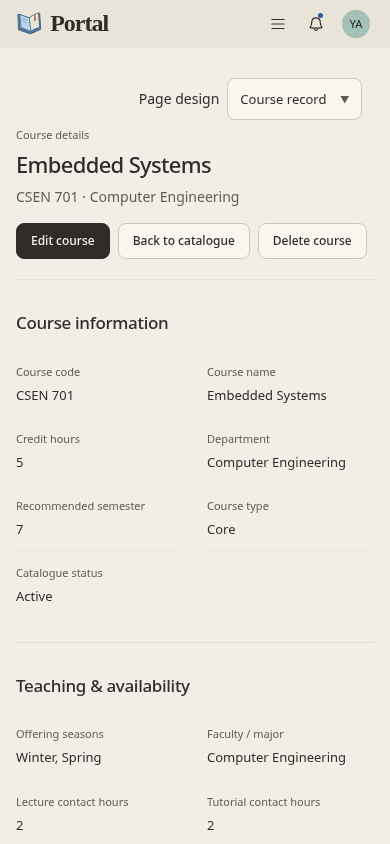 Portal
YA
Page design
Course record
Course details
Embedded Systems
CSEN 701 · Computer Engineering
Edit course
Back to catalogue
Delete course
Course information
Course code
Course name
CSEN 701
Embedded Systems
Credit hours
Department
5
Computer Engineering
Recommended semester
Course type
7
Core
Catalogue status
Active
Teaching & availability
Offering seasons
Faculty / major
Winter, Spring
Computer Engineering
Lecture contact hours
Tutorial contact hours
2
2